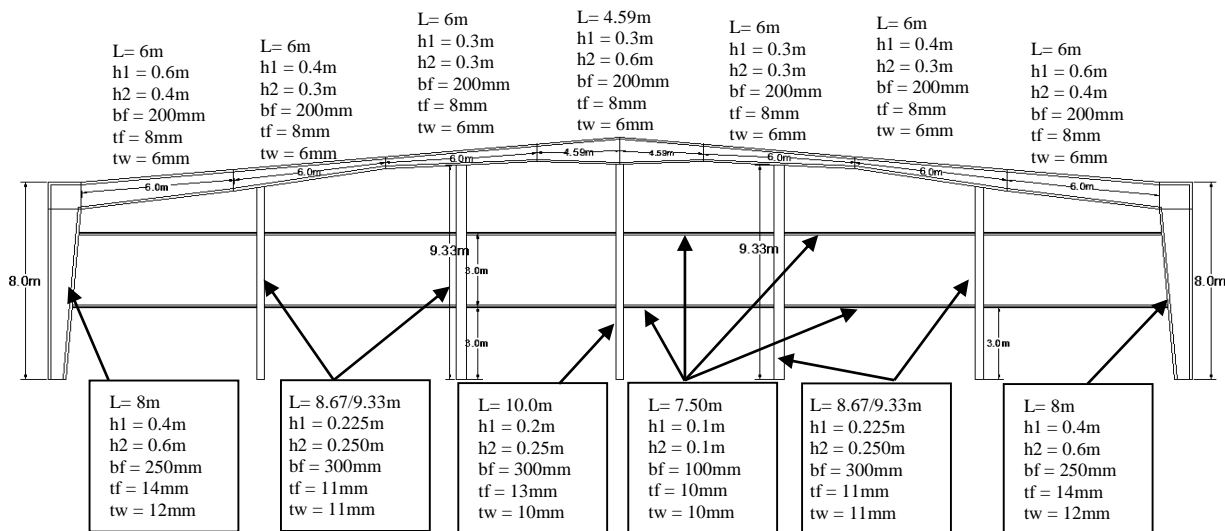 L= 6m
h1 = 0.6m
h2 = 0.4m
bf = 200mm
tf = 8mm
tw = 6mm
L= 6m
h1 = 0.4m
h2 = 0.3m
bf = 200mm
tf = 8mm
tw = 6mm
L= 6m
h1 = 0.3m
h2 = 0.3m
bf = 200mm
tf = 8mm
tw = 6mm
L= 4.59m
h1 = 0.3m
h2 = 0.6m
bf = 200mm
tf = 8mm
tw = 6mm
L= 6m
h1 = 0.3m
h2 = 0.3m
bf = 200mm
tf = 8mm
tw = 6mm
L= 6m
h1 = 0.4m
h2 = 0.3m
bf = 200mm
tf = 8mm
tw = 6mm
L= 6m
h1 = 0.6m
h2 = 0.4m
bf = 200mm
tf = 8mm
tw = 6mm
6.0m
6.0m
6.0m
4.59m
4.59m
6.0m
6.0m
6.0m
8.0m
9.33m
3.0m
3.0m
9.33m
3.0m
8.0m
L= 8m
h1 = 0.4m
h2 = 0.6m
bf = 250mm
tf = 14mm
tw = 12mm
L= 8.67/9.33m
h1 = 0.225m
h2 = 0.250m
bf = 300mm
tf = 11mm
tw = 11mm
L= 10.0m
h1 = 0.2m
h2 = 0.25m
bf = 300mm
tf = 13mm
tw = 10mm
L= 7.50m
h1 = 0.1m
h2 = 0.1m
bf = 100mm
tf = 10mm
tw = 10mm
L= 8.67/9.33m
h1 = 0.225m
h2 = 0.250m
bf = 300mm
tf = 11mm
tw = 11mm
L= 8m
h1 = 0.4m
h2 = 0.6m
bf = 250mm
tf = 14mm
tw = 12mm